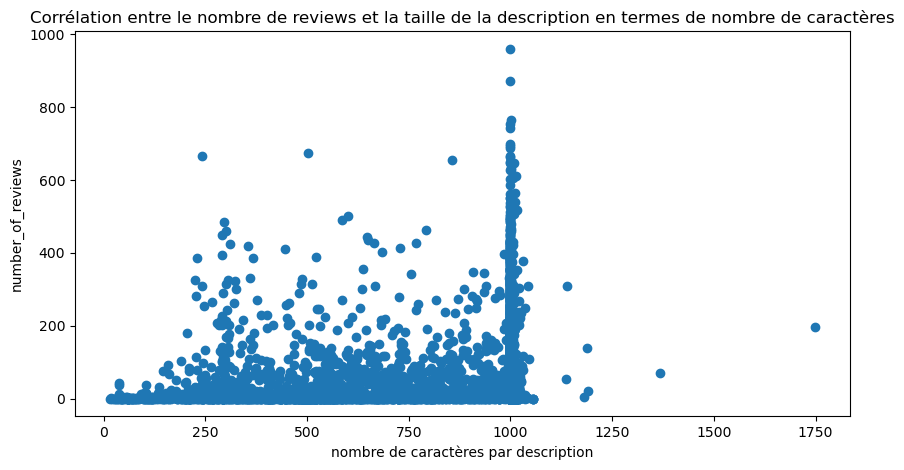 Corrélation entre le nombre de reviews et la taille de la description en termes de nombre de caractères
1000
800
600
400
200
0
number_of_reviews
0 250 500 750 1000 1250 1500 1750
nombre de caractères par description